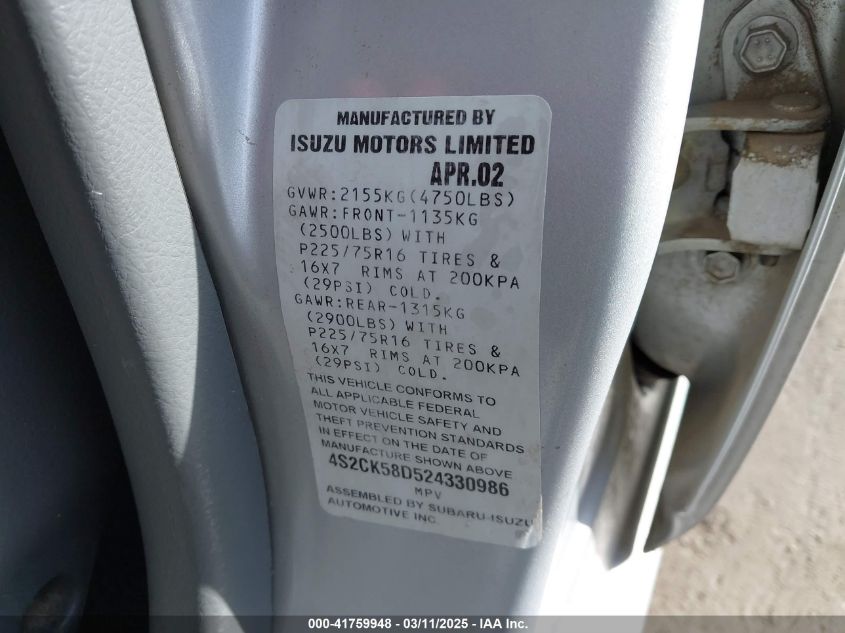 MANUFACTURED BY
ISUZU MOTORS LIMITED
APR.02
GVWR:2155KG(4750LBS)
GAWR:FRONT-1135KG
(2500LBS) WITH
P225/75R16 TIRES &
16X7 RIMS AT 200KPA
(29PSI) COLD.
GAWR:REAR-1315KG
(2900LBS) WITH
P225/75R16 TIRES &
16X7 RIMS AT 200KPA
(29PSI) COLD.
THIS VEHICLE CONFORMS TO
ALL APPLICABLE FEDERAL
MOTOR VEHICLE SAFETY AND
THEFT PREVENTION STANDARDS
IN EFFECT ON THE DATE OF
MANUFACTURE SHOWN ABOVE
4S2CK58D524330986
MPV
ASSEMBLED BY SUBARU-ISUZU
AUTOMOTIVE INC.
000-41759948 - 03/11/2025 - IAA Inc.